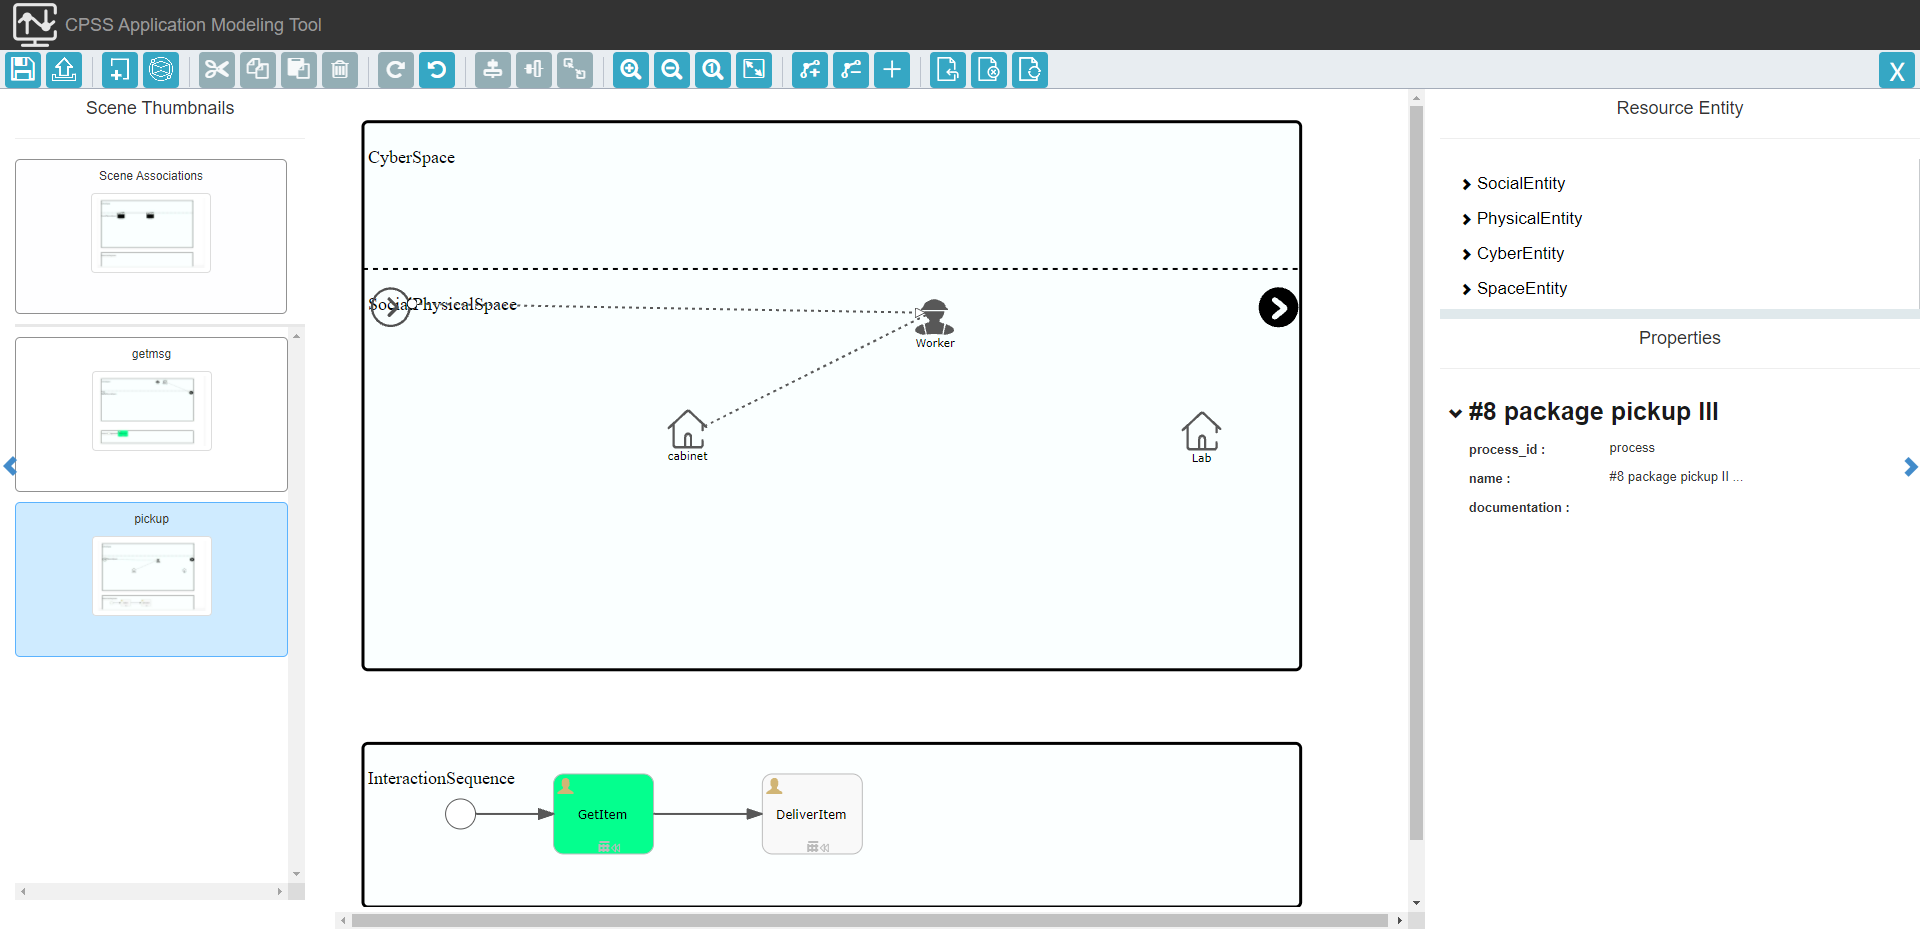 CPSS Application Modeling Tool
X
Scene Thumbnails
Scene Associations
getmsg
pickup
CyberSpace
SocialPhysicalSpace
Worker
cabinet
Lab
InteractionSequence
GetItem
DeliverItem
Resource Entity
SocialEntity
PhysicalEntity
CyberEntity
SpaceEntity
Properties
#8 package pickup III
process_id : process
name : #8 package pickup II ...
documentation :